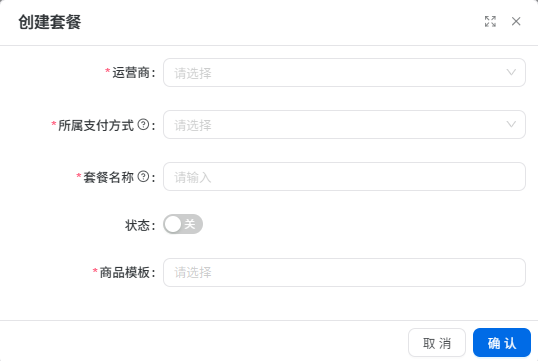 创建套餐
*运营商： 请选择
*所属支付方式?： 请选择
*套餐名称?： 请输入
状态： 关
*商品模板： 请选择
取 消 确 认